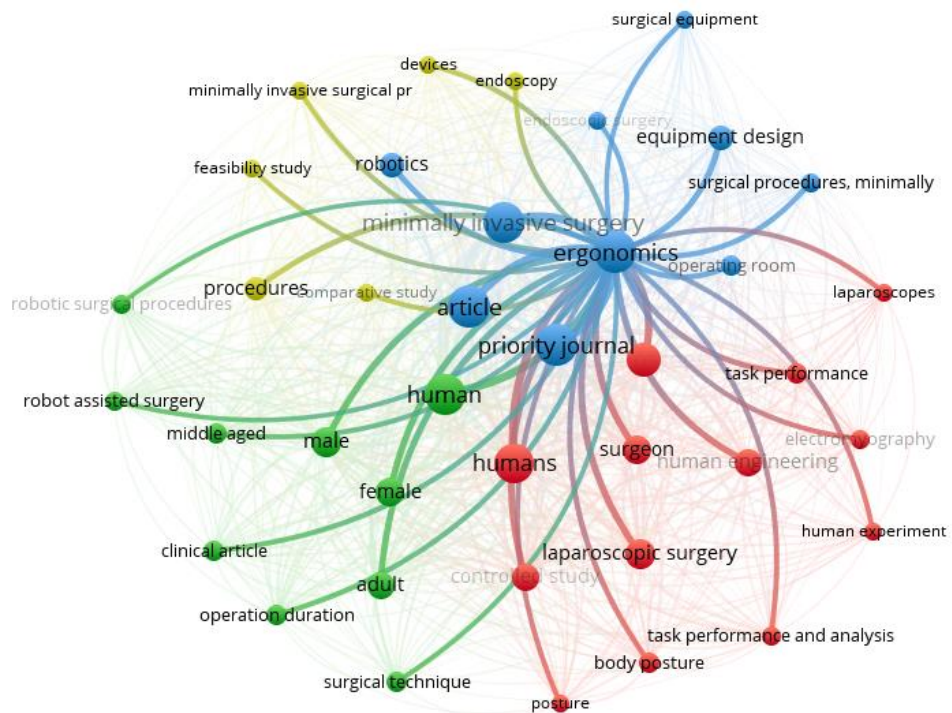 surgical equipment
devices
endoscopy
minimally invasive surgical pr
endoscopic surgery
equipment design
robotics
feasibility study
surgical procedures, minimally
minimally invasive surgery
ergonomics
operating room
procedures
comparative study
laparoscopes
robotic surgical procedures
article
priority journal
task performance
human
robot assisted surgery
middle aged
male
electromyography
surgeon
humans
human engineering
female
human experiment
clinical article
laparoscopic surgery
controlled study
adult
operation duration
task performance and analysis
body posture
surgical technique
posture